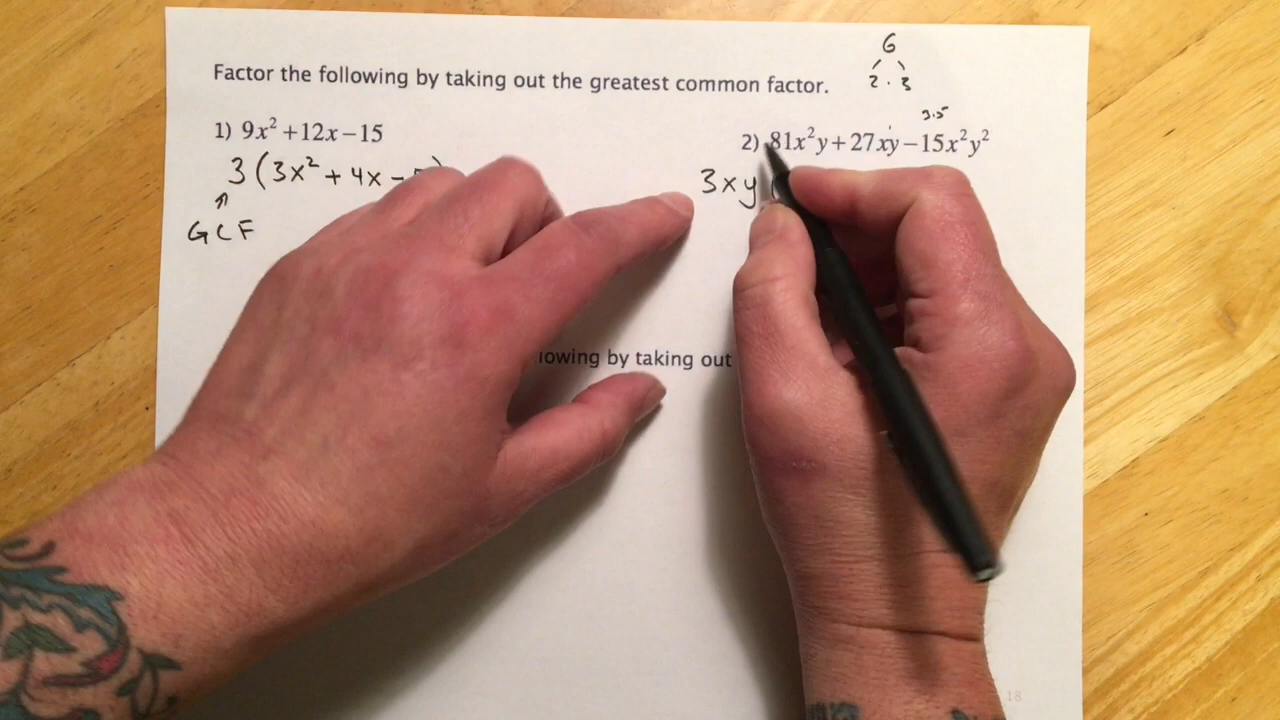 Factor the following by taking out the greatest common factor.
6
2 . 3
1) 9x² +12x−15
3 (3x² + 4x −
GCF
3·5
2) 81x²y+27xy−15x²y²
3xy (
lowing by taking out
18